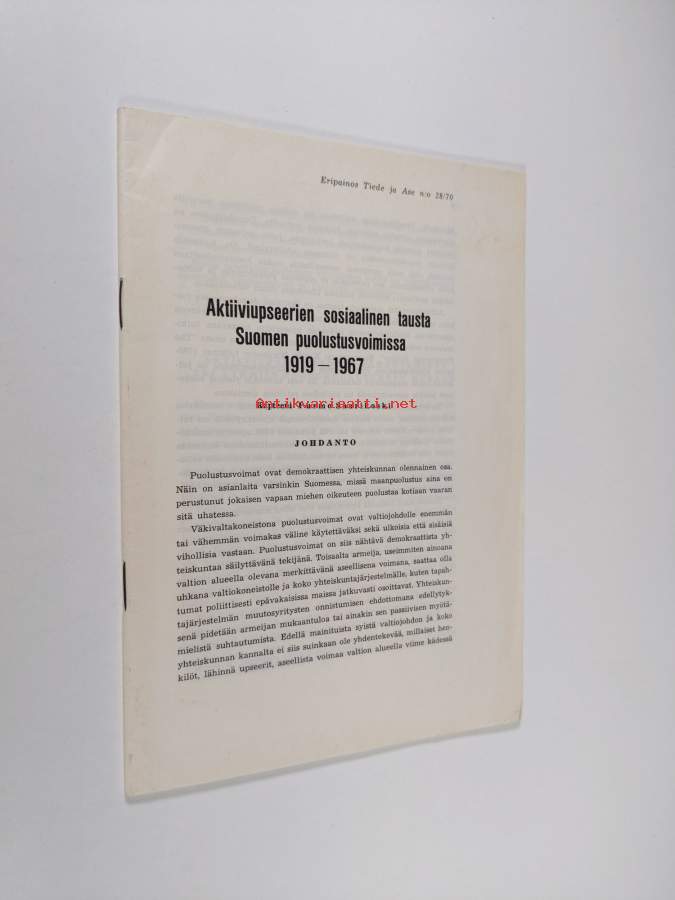 Eripainos Tiede ja Ase n:o 28/70
Aktiiviupseerien sosiaalinen tausta
Suomen puolustusvoimissa
1919 – 1967
antikvariaatti.net
JOHDANTO
Puolustusvoimat ovat demokraattisen yhteiskunnan olennainen osa.
Näin on asianlaita varsinkin Suomessa, missä maanpuolustus aina on
perustunut jokaisen vapaan miehen oikeuteen puolustaa kotiaan vaaran
sitä uhatessa.
Väkivaltakoneistona puolustusvoimat ovat valtiojohdolle enemmän
tai vähemmän voimakas väline käytettäväksi sekä ulkoisia että sisäisiä
vihollisia vastaan. Puolustusvoimat on siis nähtävä demokraattista yh-
teiskuntaa säilyttävänä tekijänä. Toisaalta armeija, useimmiten ainoana
valtion alueella olevana merkittävänä aseellisena voimana, saattaa olla
uhkana valtiokoneistolle ja koko yhteiskuntajärjestelmälle, kuten tapah-
tumat poliittisesti epävakaisissa maissa jatkuvasti osoittavat. Yhteiskun-
tajärjestelmän muutosyritysten onnistumisen ehdottomana edellytyk-
senä pidetään armeijan mukaantuloa tai ainakin sen passiivisen myötä-
mielistä suhtautumista. Edellä mainituista syistä valtiojohdon ja koko
yhteiskunnan kannalta ei siis suinkaan ole yhdentekevää, millaiset hen-
kilöt, lähinnä upseerit, aseellista voimaa valtion alueella viime kädessä